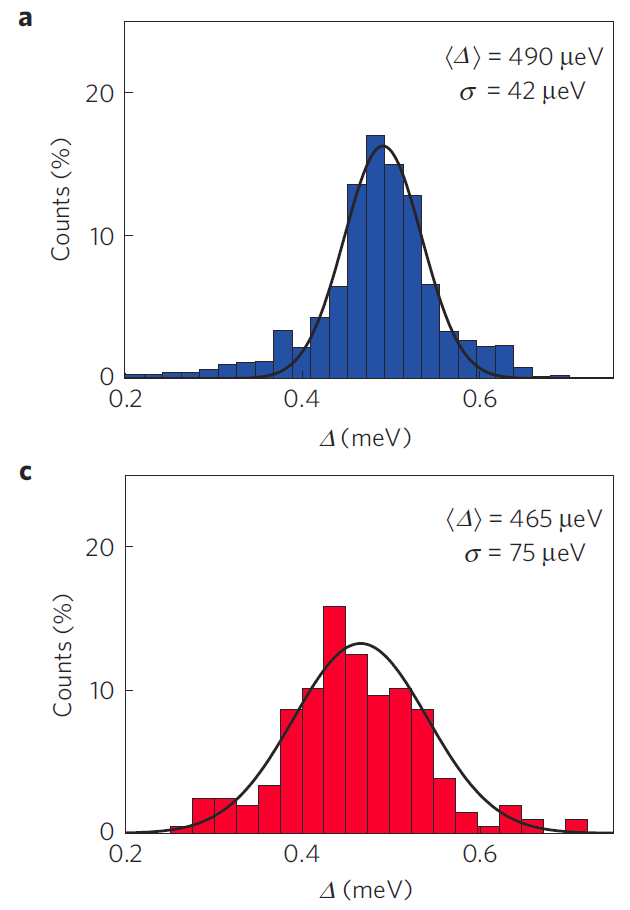 a
⟨Δ⟩ = 490 μeV
σ = 42 μeV
20
10
0
Counts (%)
0.2 0.4 0.6
Δ (meV)
c
⟨Δ⟩ = 465 μeV
σ = 75 μeV
20
10
0
Counts (%)
0.2 0.4 0.6
Δ (meV)